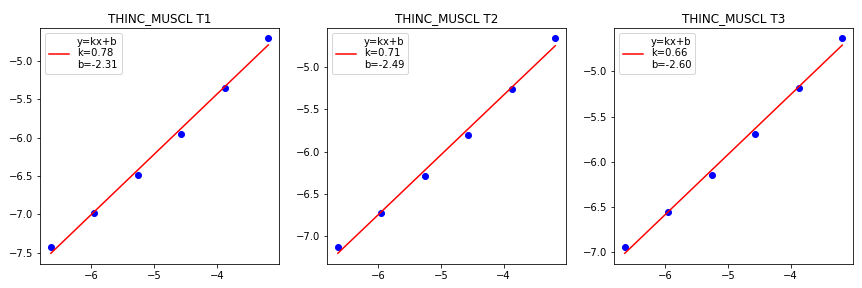 THINC_MUSCL T1
y=kx+b
k=0.78
b=-2.31
−5.0
−5.5
−6.0
−6.5
−7.0
−7.5
−6
−5
−4
THINC_MUSCL T2
y=kx+b
k=0.71
b=-2.49
−5.0
−5.5
−6.0
−6.5
−7.0
−6
−5
−4
THINC_MUSCL T3
y=kx+b
k=0.66
b=-2.60
−5.0
−5.5
−6.0
−6.5
−7.0
−6
−5
−4